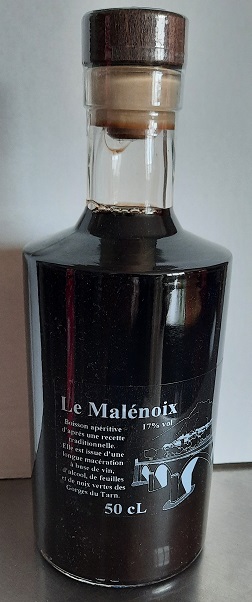 Le Malénoix
17% vol
Boisson apéritive
d'après une recette
traditionnelle.
Elle est issue d'une
longue macération
à base de vin,
d'alcool, de feuilles
et de noix vertes des
Gorges du Tarn.
50 cL